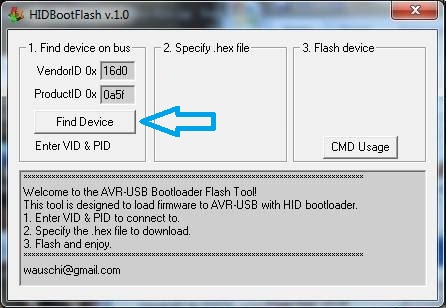 HIDBootFlash v.1.0
1. Find device on bus
VendorID 0x 16d0
ProductID 0x 0a5f
Find Device
Enter VID & PID
2. Specify .hex file
3. Flash device
CMD Usage
Welcome to the AVR-USB Bootloader Flash Tool!
This tool is designed to load firmware to AVR-USB with HID bootloader.
1. Enter VID & PID to connect to.
2. Specify the .hex file to download.
3. Flash and enjoy.
wauschi@gmail.com